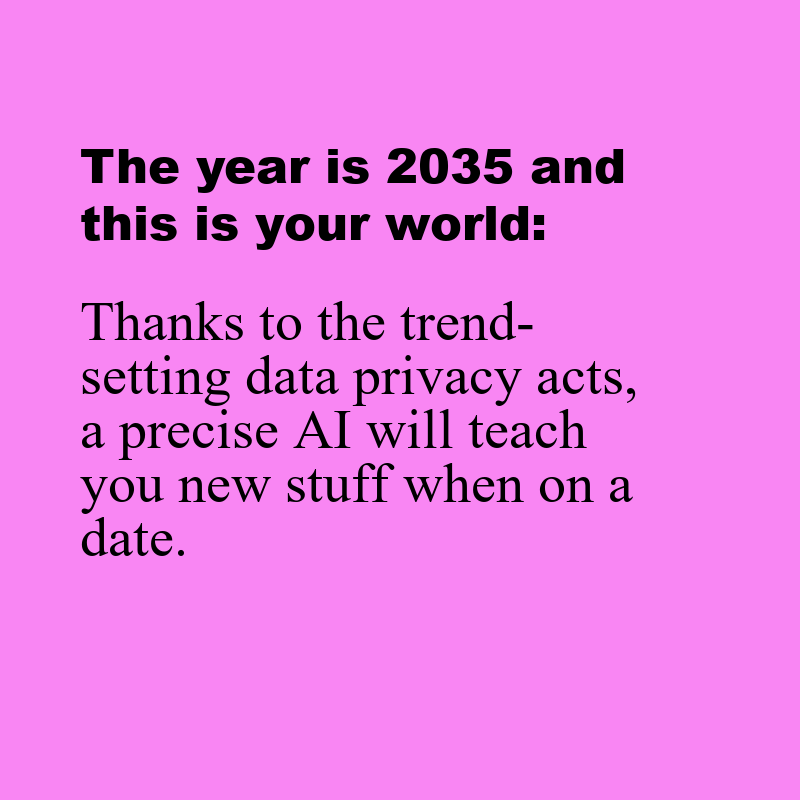 The year is 2035 and
this is your world:
Thanks to the trend-
setting data privacy acts,
a precise AI will teach
you new stuff when on a
date.